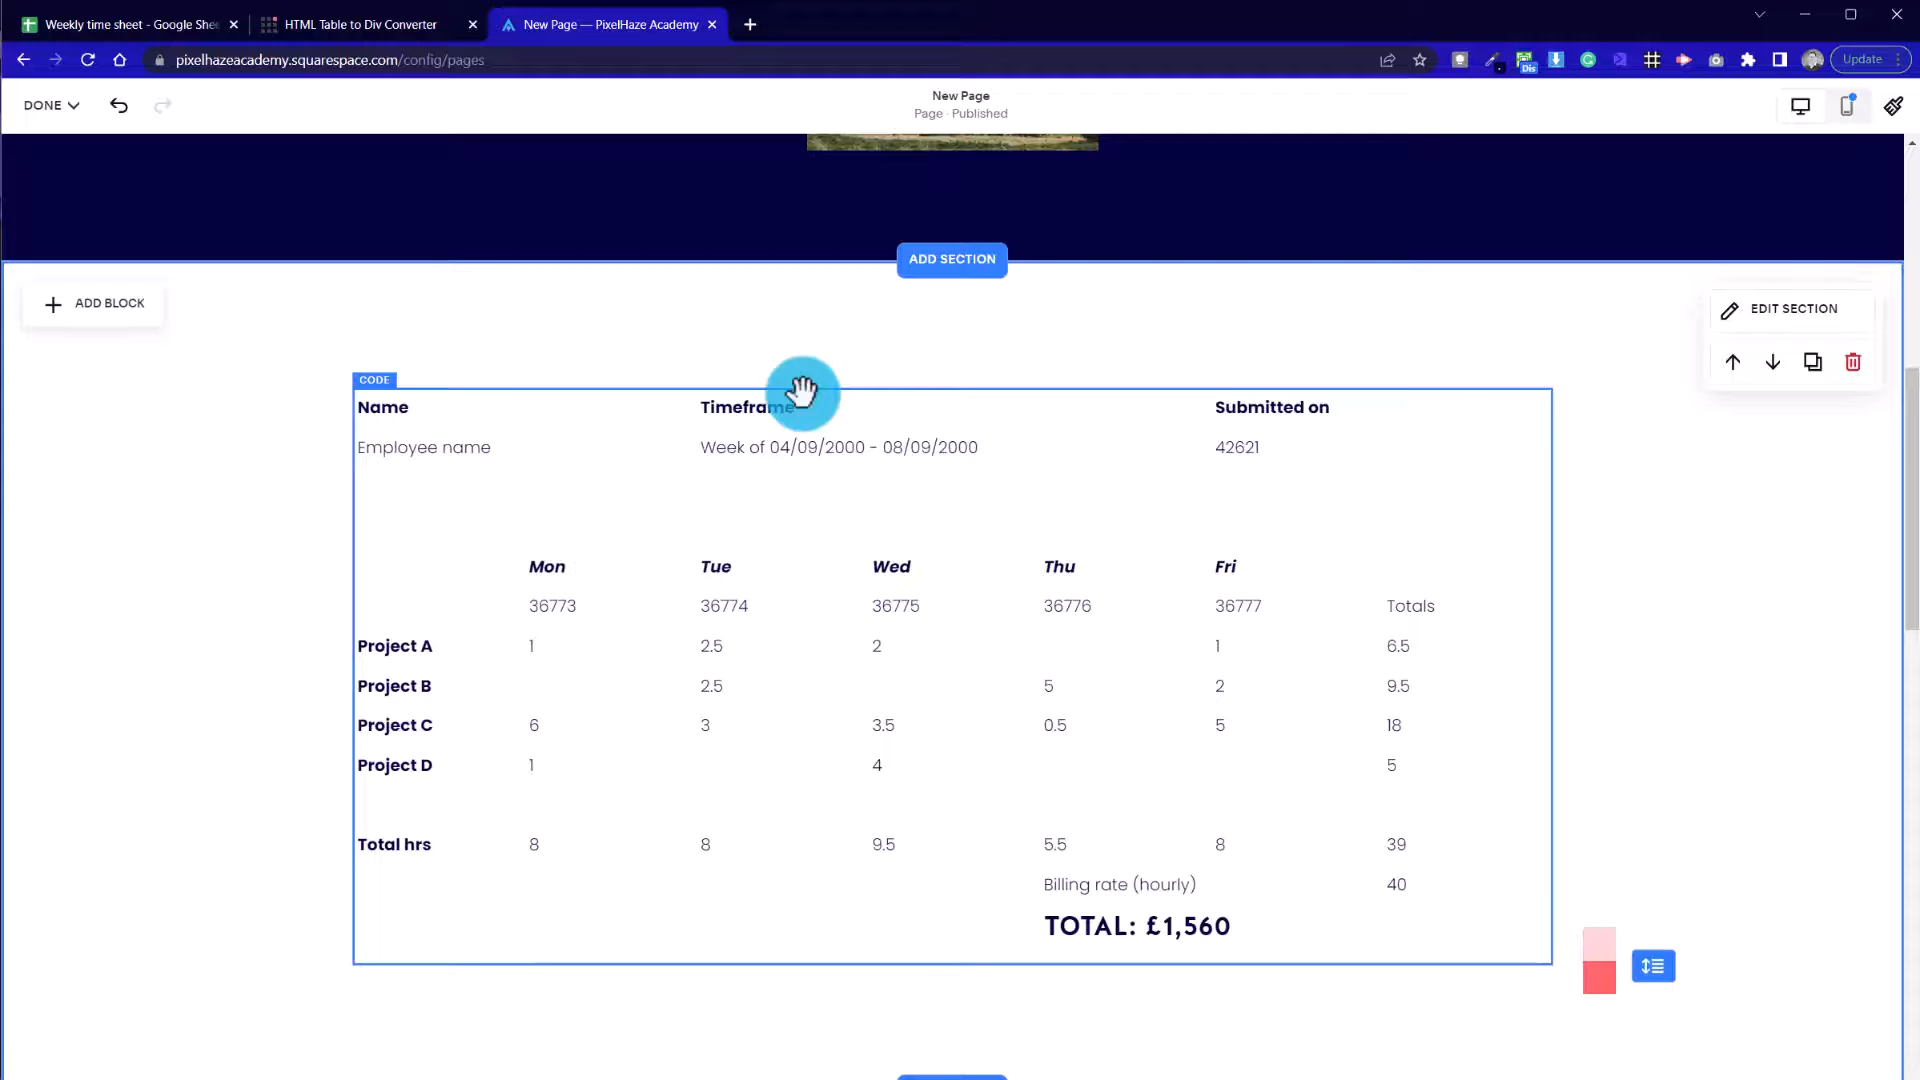 Weekly time sheet - Google Shee
HTML Table to Div Converter
New Page — PixelHaze Academy
pixelhazeacademy.squarespace.com/config/pages
Dis
Update
DONE
New Page
Page · Published
ADD SECTION
ADD BLOCK
EDIT SECTION
CODE
Name Timeframe Submitted on
Employee name Week of 04/09/2000 - 08/09/2000 42621
Mon Tue Wed Thu Fri
36773 36774 36775 36776 36777 Totals
Project A 1 2.5 2 1 6.5
Project B 2.5 5 2 9.5
Project C 6 3 3.5 0.5 5 18
Project D 1 4 5
Total hrs 8 8 9.5 5.5 8 39
Billing rate (hourly) 40
TOTAL: £1,560